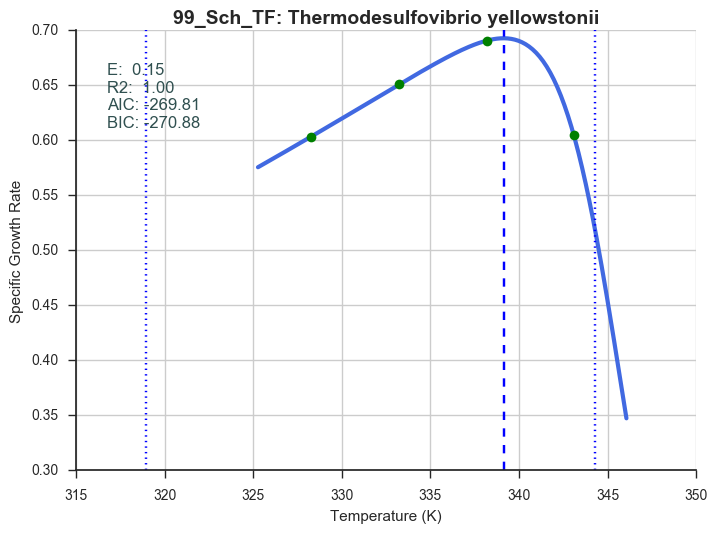 99_Sch_TF: Thermodesulfovibrio yellowstonii
0.70
E: 0.15
R2: 1.00
AIC: -269.81
BIC: -270.88
0.65
0.60
0.55
0.50
0.45
0.40
0.35
0.30
Specific Growth Rate
315 320 325 330 335 340 345 350
Temperature (K)